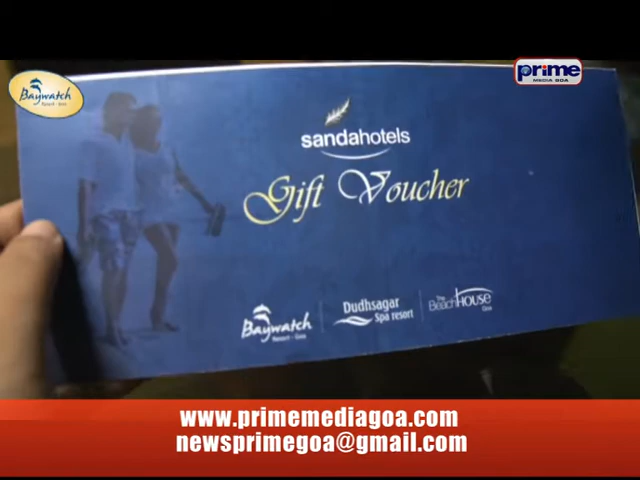 Baywatch
Resort - Goa
prime
MEDIA GOA
sandahotels
Gift Voucher
Baywatch
Resort - Goa
Dudhsagar
Spa resort
The
BeachHOUSE
Goa
www.primemediagoa.com
newsprimegoa@gmail.com